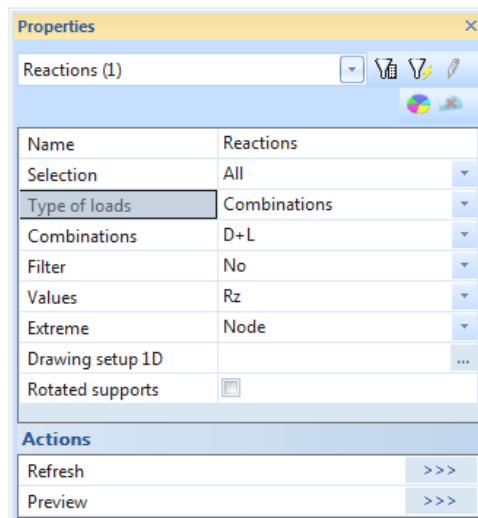 Properties
Reactions (1)
Name Reactions
Selection All
Type of loads Combinations
Combinations D+L
Filter No
Values Rz
Extreme Node
Drawing setup 1D ...
Rotated supports
Actions
Refresh >>>
Preview >>>